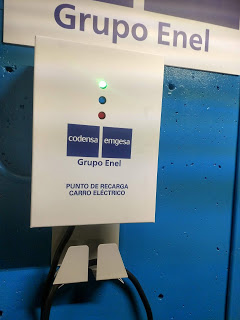 Grupo Enel
codensa emgesa
Grupo Enel
PUNTO DE RECARGA
CARRO ELÉCTRICO